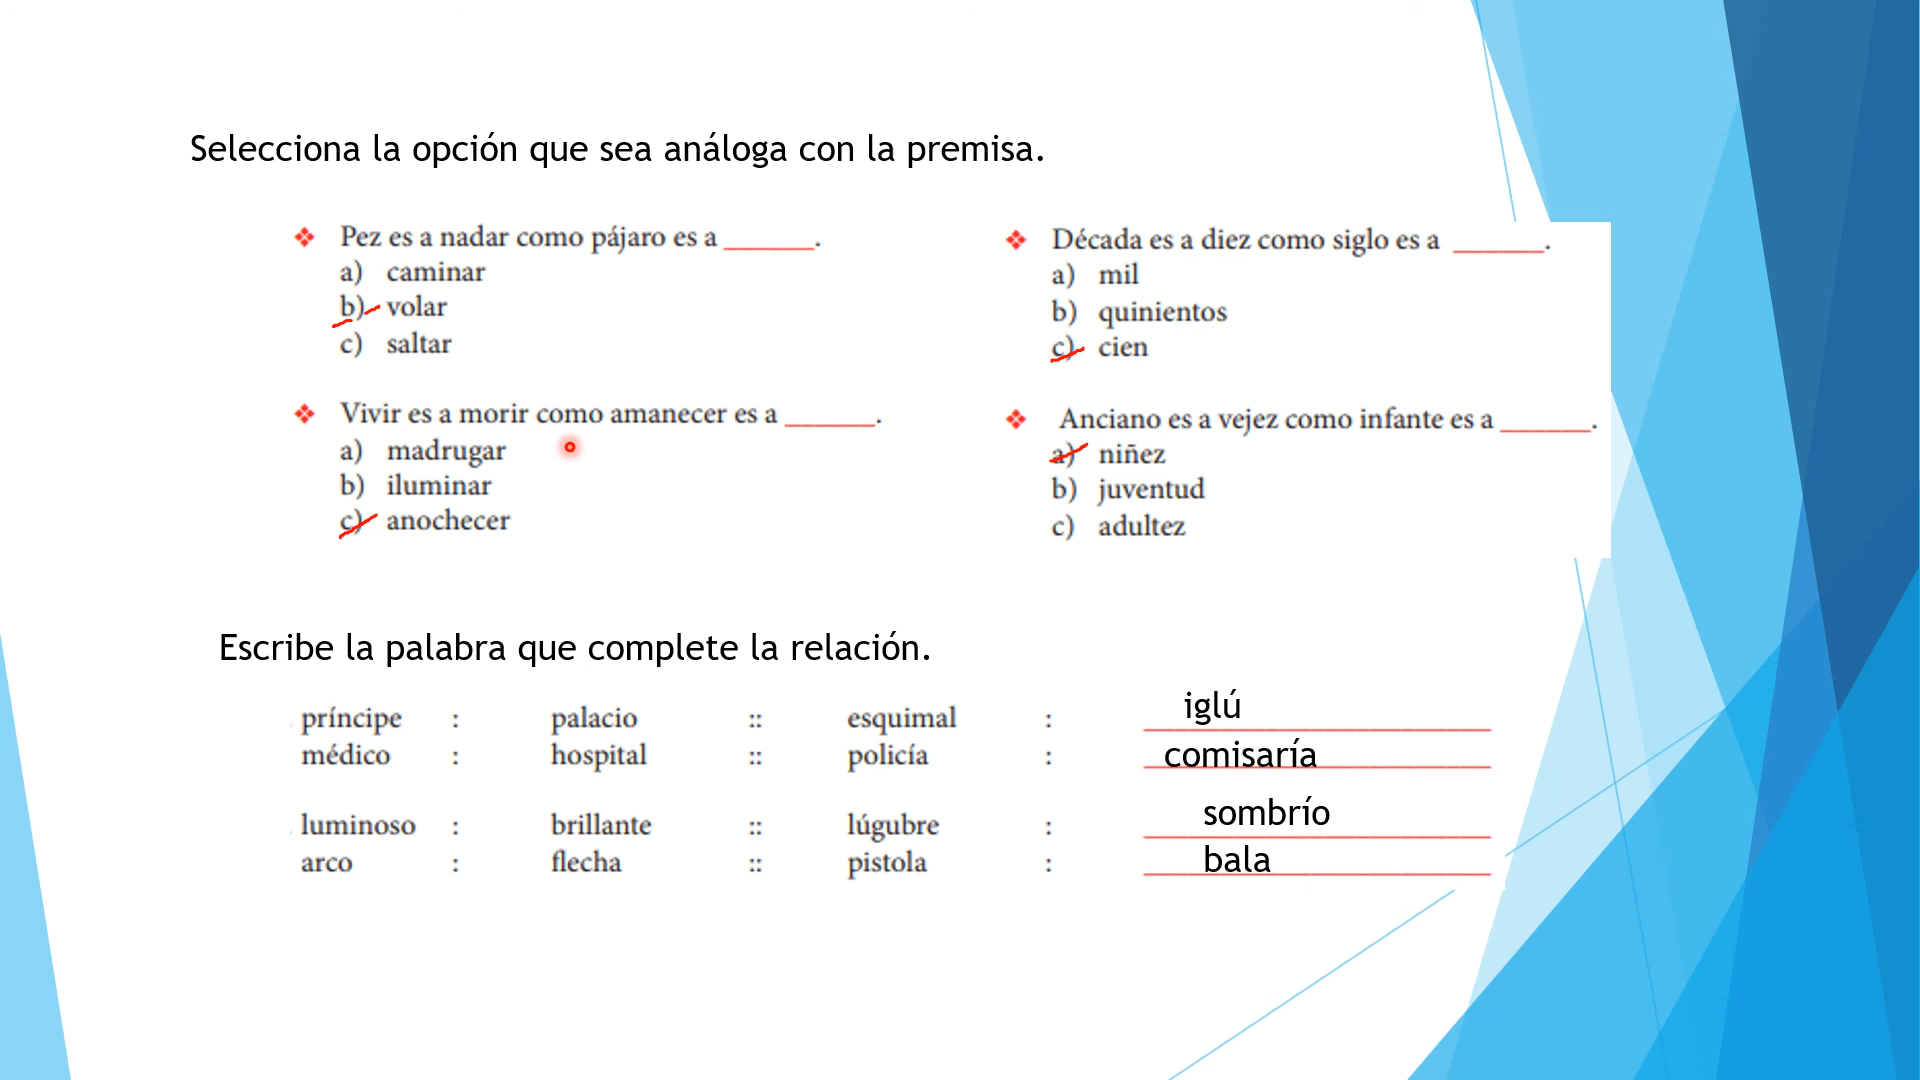 Selecciona la opción que sea análoga con la premisa.
❖ Pez es a nadar como pájaro es a ______.
a) caminar
b) volar
c) saltar
❖ Vivir es a morir como amanecer es a ______.
a) madrugar
b) iluminar
c) anochecer
❖ Década es a diez como siglo es a ______.
a) mil
b) quinientos
c) cien
❖ Anciano es a vejez como infante es a ______.
a) niñez
b) juventud
c) adultez
Escribe la palabra que complete la relación.
príncipe : palacio :: esquimal : iglú
médico : hospital :: policía : comisaría
luminoso : brillante :: lúgubre : sombrío
arco : flecha :: pistola : bala